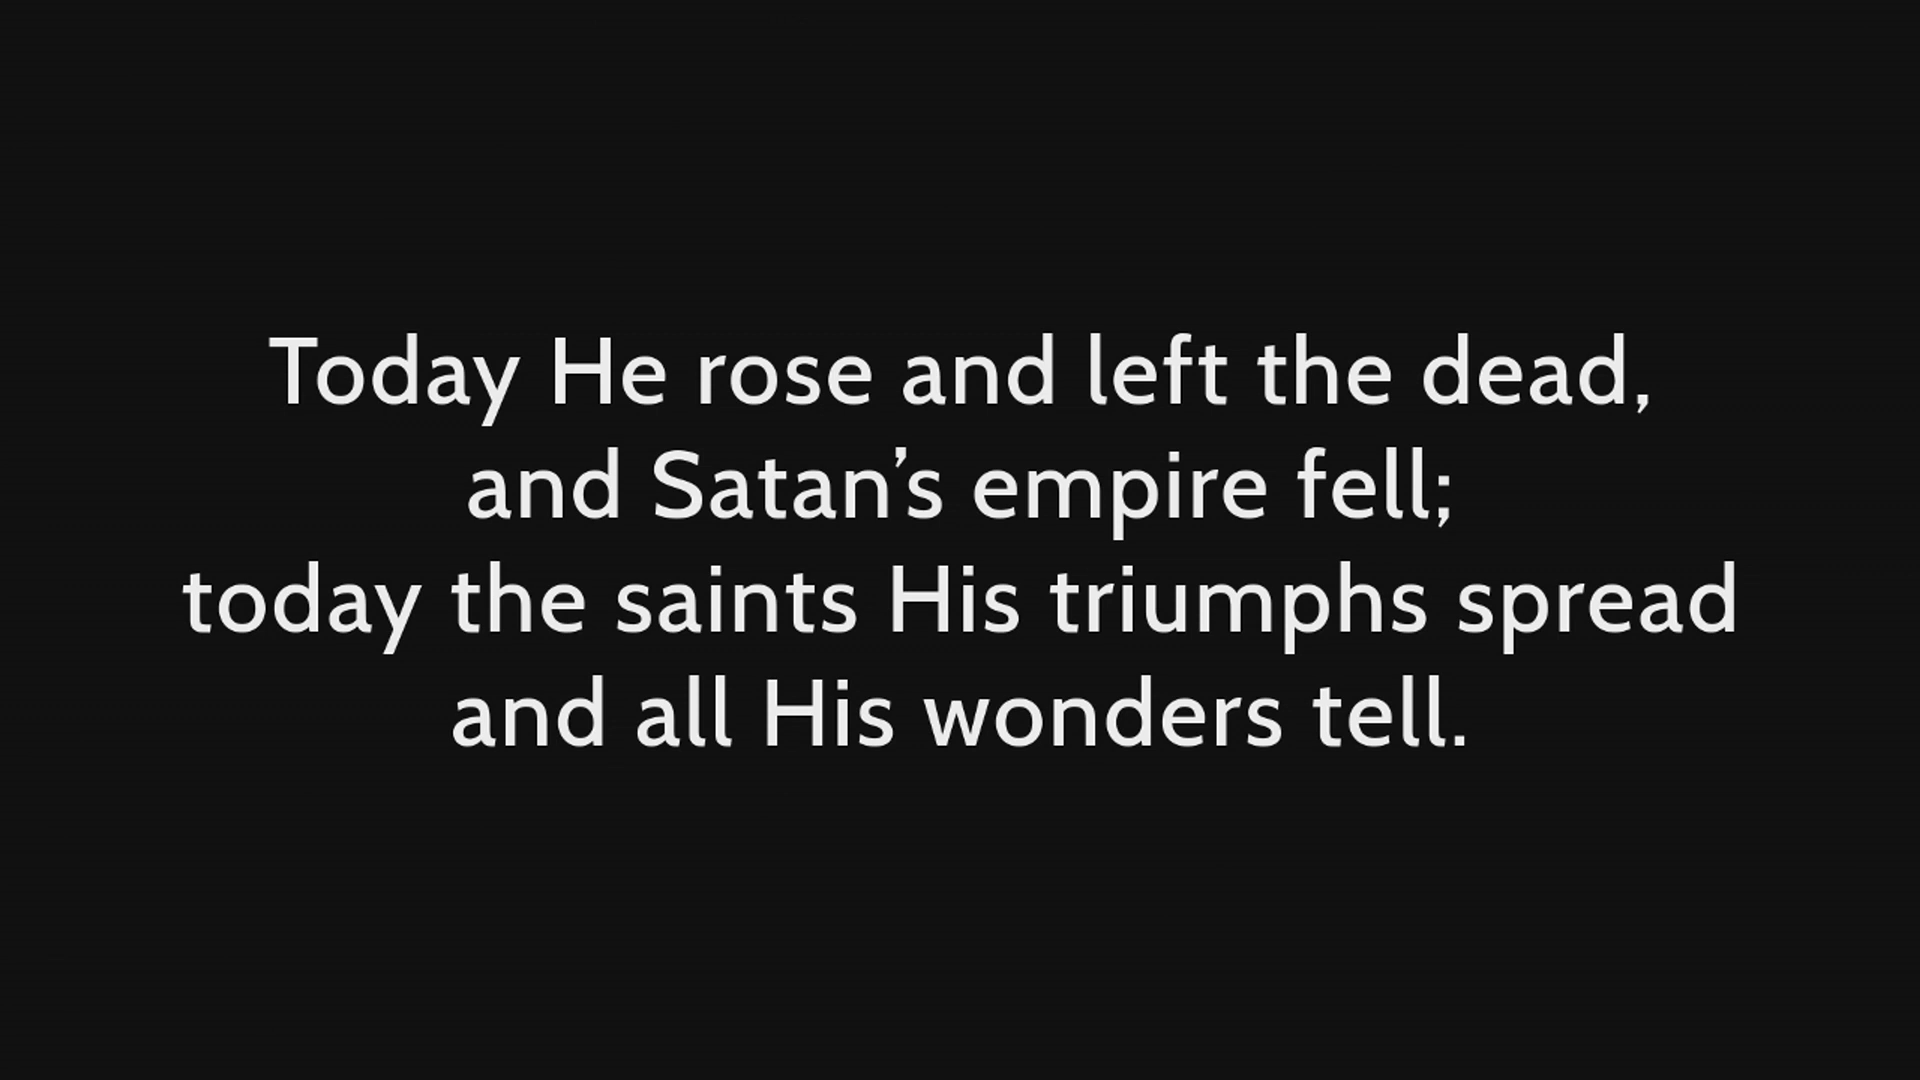 Today He rose and left the dead,
and Satan’s empire fell;
today the saints His triumphs spread
and all His wonders tell.